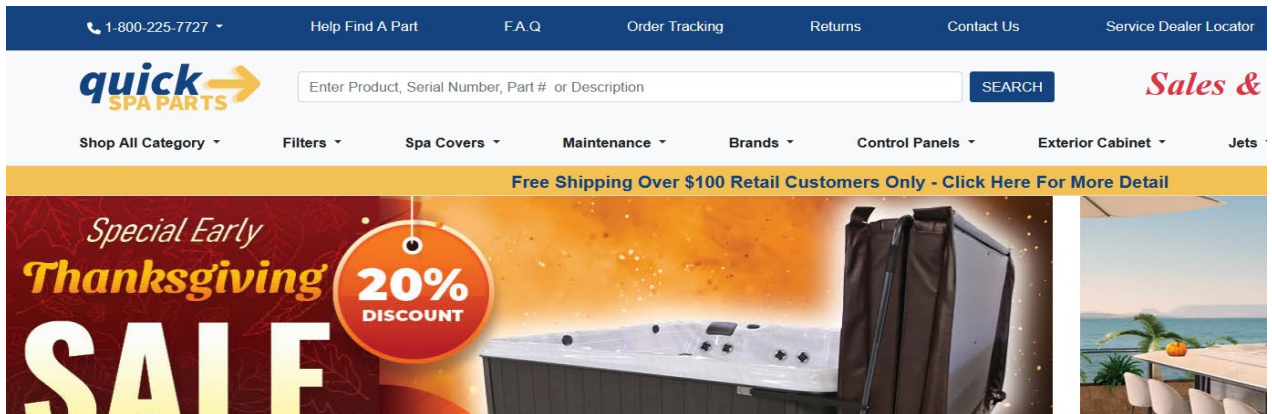 1-800-225-7727 Help Find A Part F.A.Q Order Tracking Returns Contact Us Service Dealer Locator
quick
SPA PARTS
Enter Product, Serial Number, Part # or Description SEARCH Sales &
Shop All Category Filters Spa Covers Maintenance Brands Control Panels Exterior Cabinet Jets
Free Shipping Over $100 Retail Customers Only - Click Here For More Detail
Special Early
Thanksgiving
SALE
20%
DISCOUNT